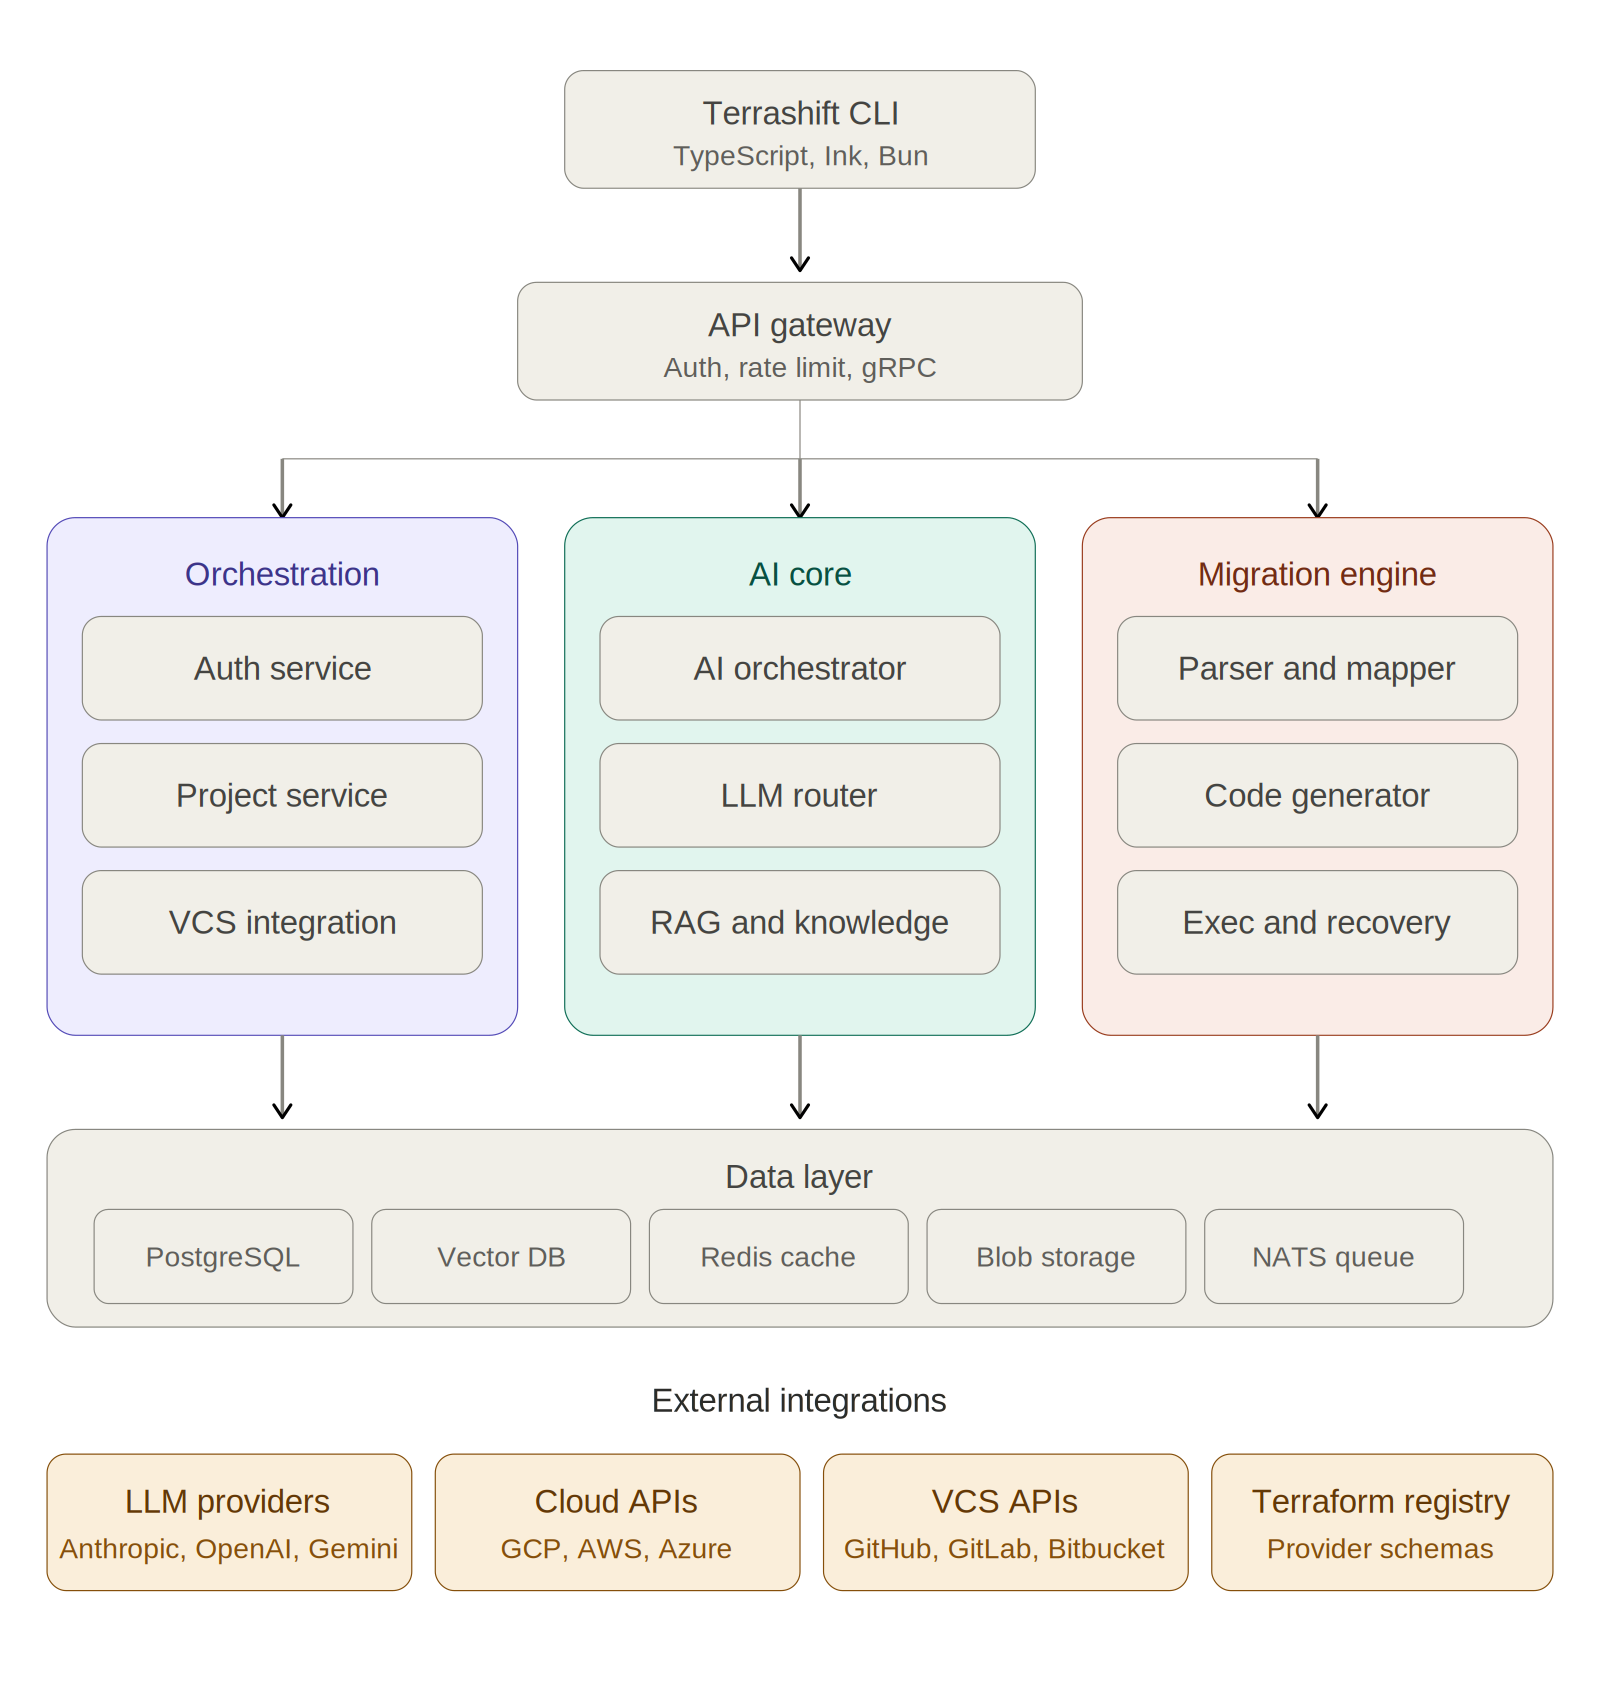 Terrashift CLI
TypeScript, Ink, Bun
API gateway
Auth, rate limit, gRPC
Orchestration
Auth service
Project service
VCS integration
AI core
AI orchestrator
LLM router
RAG and knowledge
Migration engine
Parser and mapper
Code generator
Exec and recovery
Data layer
PostgreSQL
Vector DB
Redis cache
Blob storage
NATS queue
External integrations
LLM providers
Anthropic, OpenAI, Gemini
Cloud APIs
GCP, AWS, Azure
VCS APIs
GitHub, GitLab, Bitbucket
Terraform registry
Provider schemas